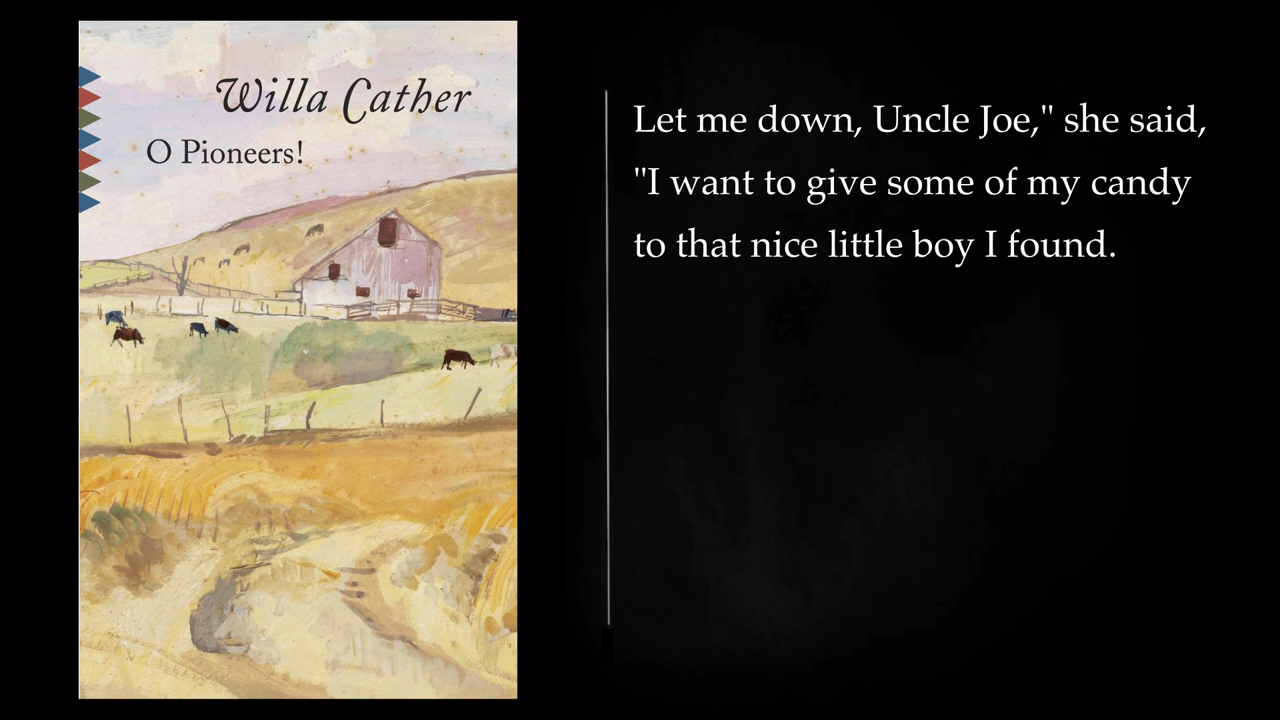 Willa Cather
O Pioneers!
Let me down, Uncle Joe," she said,
"I want to give some of my candy
to that nice little boy I found.